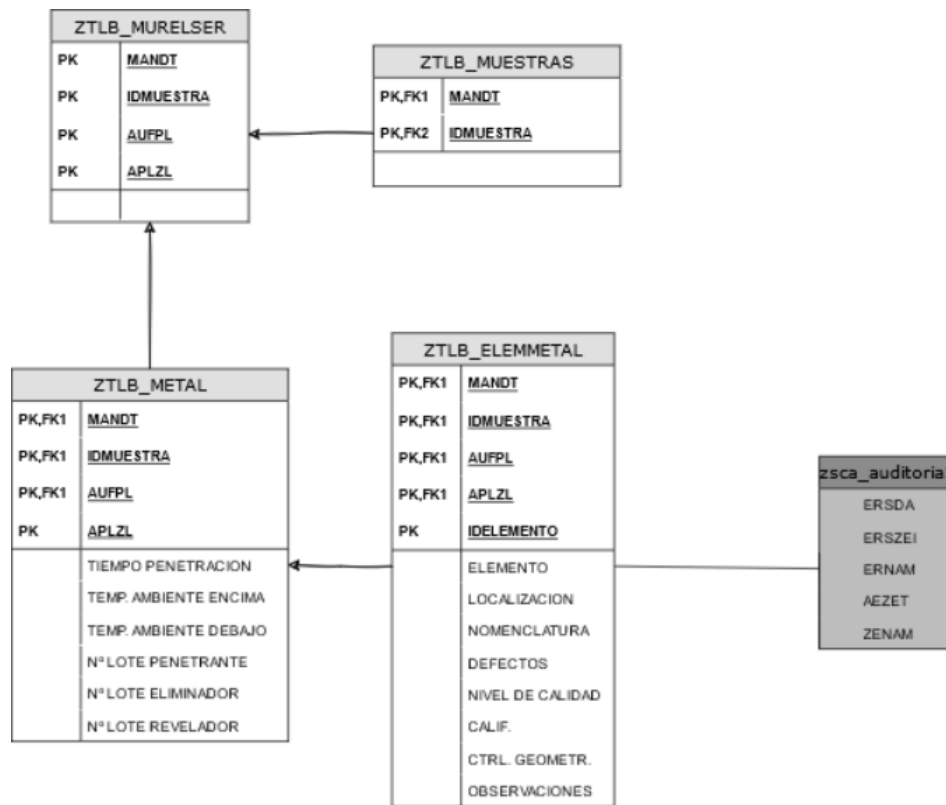 ZTLB_MURELSER
PK MANDT
PK IDMUESTRA
PK AUFPL
PK APLZL
ZTLB_MUESTRAS
PK,FK1 MANDT
PK,FK2 IDMUESTRA
ZTLB_METAL
PK,FK1 MANDT
PK,FK1 IDMUESTRA
PK,FK1 AUFPL
PK APLZL
TIEMPO PENETRACION
TEMP. AMBIENTE ENCIMA
TEMP. AMBIENTE DEBAJO
Nº LOTE PENETRANTE
Nº LOTE ELIMINADOR
Nº LOTE REVELADOR
ZTLB_ELEMMETAL
PK,FK1 MANDT
PK,FK1 IDMUESTRA
PK,FK1 AUFPL
PK,FK1 APLZL
PK IDELEMENTO
ELEMENTO
LOCALIZACION
NOMENCLATURA
DEFECTOS
NIVEL DE CALIDAD
CALIF.
CTRL. GEOMETR.
OBSERVACIONES
zsca_auditoria
ERSDA
ERSZEI
ERNAM
AEZET
ZENAM